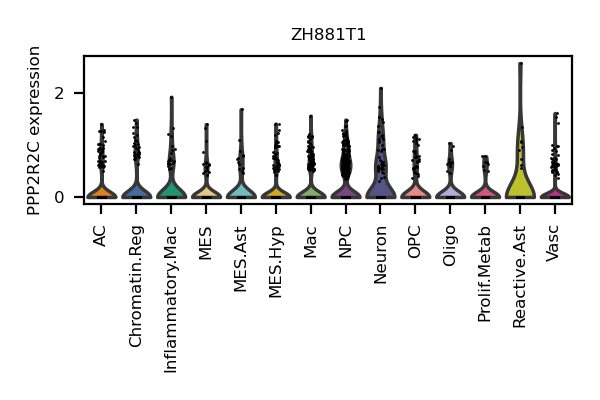 ZH881T1
PPP2R2C expression
2
0
AC
Chromatin.Reg
Inflammatory.Mac
MES
MES.Ast
MES.Hyp
Mac
NPC
Neuron
OPC
Oligo
Prolif.Metab
Reactive.Ast
Vasc